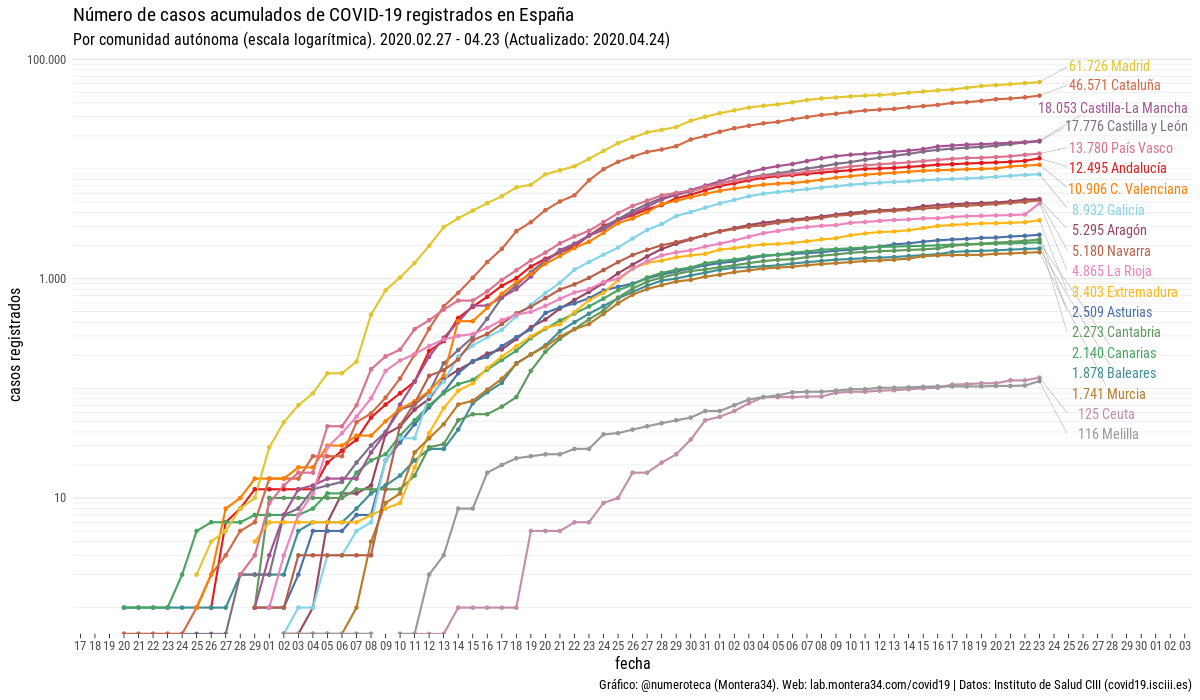 Número de casos acumulados de COVID-19 registrados en España
Por comunidad autónoma (escala logarítmica). 2020.02.27 - 04.23 (Actualizado: 2020.04.24)
100.000
1.000
10
casos registrados
61.726 Madrid
46.571 Cataluña
18.053 Castilla-La Mancha
17.776 Castilla y León
13.780 País Vasco
12.495 Andalucía
10.906 C. Valenciana
8.932 Galicia
5.295 Aragón
5.180 Navarra
4.865 La Rioja
3.403 Extremadura
2.509 Asturias
2.273 Cantabria
2.140 Canarias
1.878 Baleares
1.741 Murcia
125 Ceuta
116 Melilla
17 18 19 20 21 22 23 24 25 26 27 28 29 01 02 03 04 05 06 07 08 09 10 11 12 13 14 15 16 17 18 19 20 21 22 23 24 25 26 27 28 29 30 31 01 02 03 04 05 06 07 08 09 10 11 12 13 14 15 16 17 18 19 20 21 22 23 24 25 26 27 28 29 30 01 02 03
fecha
Gráfico: @numeroteca (Montera34). Web: lab.montera34.com/covid19 | Datos: Instituto de Salud CIII (covid19.isciii.es)